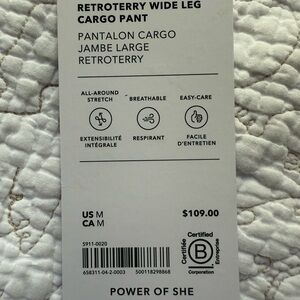 RETROTERRY WIDE LEG
CARGO PANT
PANTALON CARGO
JAMBE LARGE
RETROTERRY
ALL-AROUND
STRETCH
BREATHABLE
EASY-CARE
EXTENSIBILITÉ
INTÉGRALE
RESPIRANT
FACILE
D'ENTRETIEN
US M
CA M
$109.00
5911-0020
658311-04-2-0003 500118298868
Certified
Certifiée
B
Corporation
POWER OF SHE